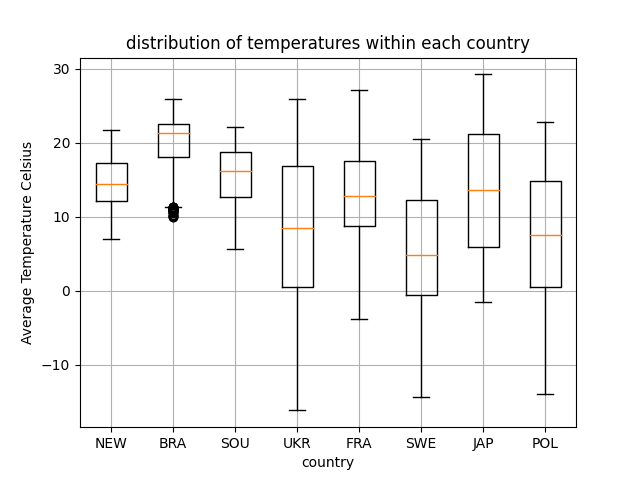 distribution of temperatures within each country
Average Temperature Celsius
30
20
10
0
−10
NEW BRA SOU UKR FRA SWE JAP POL
country